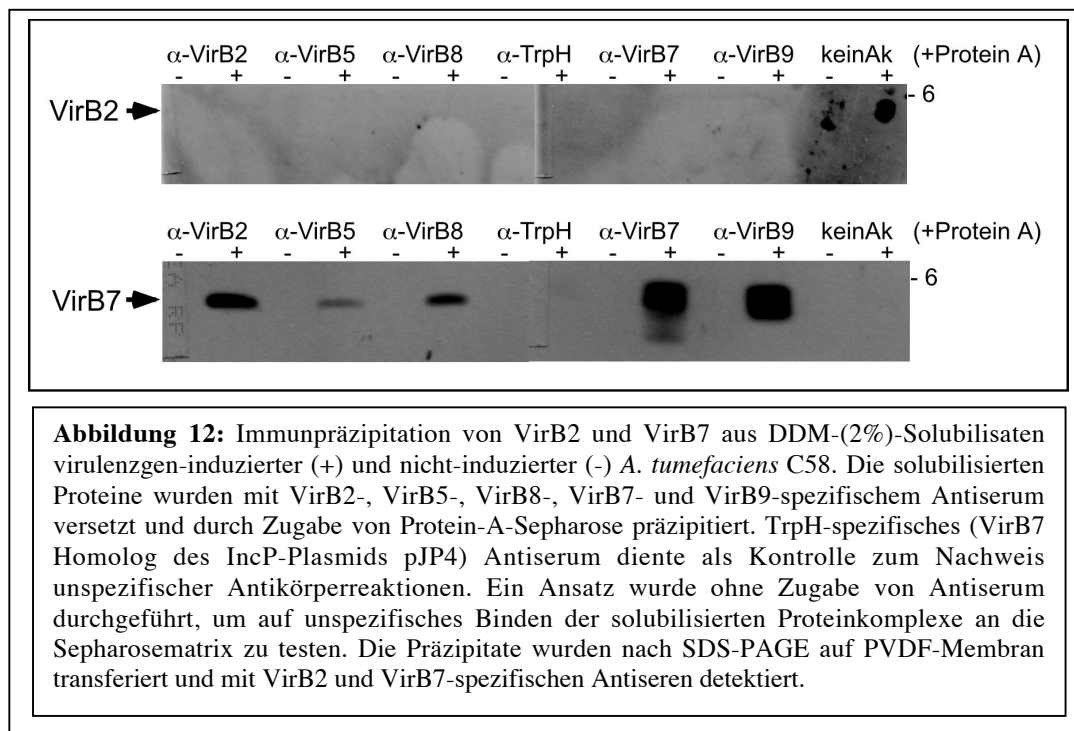 α-VirB2 α-VirB5 α-VirB8 α-TrpH α-VirB7 α-VirB9 keinAk (+Protein A)
- + - + - + - + - + - + - +
VirB2 - 6
α-VirB2 α-VirB5 α-VirB8 α-TrpH α-VirB7 α-VirB9 keinAk (+Protein A)
- + - + - + - + - + - + - +
VirB7 - 6
Abbildung 12: Immunpräzipitation von VirB2 und VirB7 aus DDM-(2%)-Solubilisaten
virulenzgen-induzierter (+) und nicht-induzierter (-) A. tumefaciens C58. Die solubilisierten
Proteine wurden mit VirB2-, VirB5-, VirB8-, VirB7- und VirB9-spezifischem Antiserum
versetzt und durch Zugabe von Protein-A-Sepharose präzipitiert. TrpH-spezifisches (VirB7
Homolog des IncP-Plasmids pJP4) Antiserum diente als Kontrolle zum Nachweis
unspezifischer Antikörperreaktionen. Ein Ansatz wurde ohne Zugabe von Antiserum
durchgeführt, um auf unspezifisches Binden der solubilisierten Proteinkomplexe an die
Sepharosematrix zu testen. Die Präzipitate wurden nach SDS-PAGE auf PVDF-Membran
transferiert und mit VirB2 und VirB7-spezifischen Antiseren detektiert.